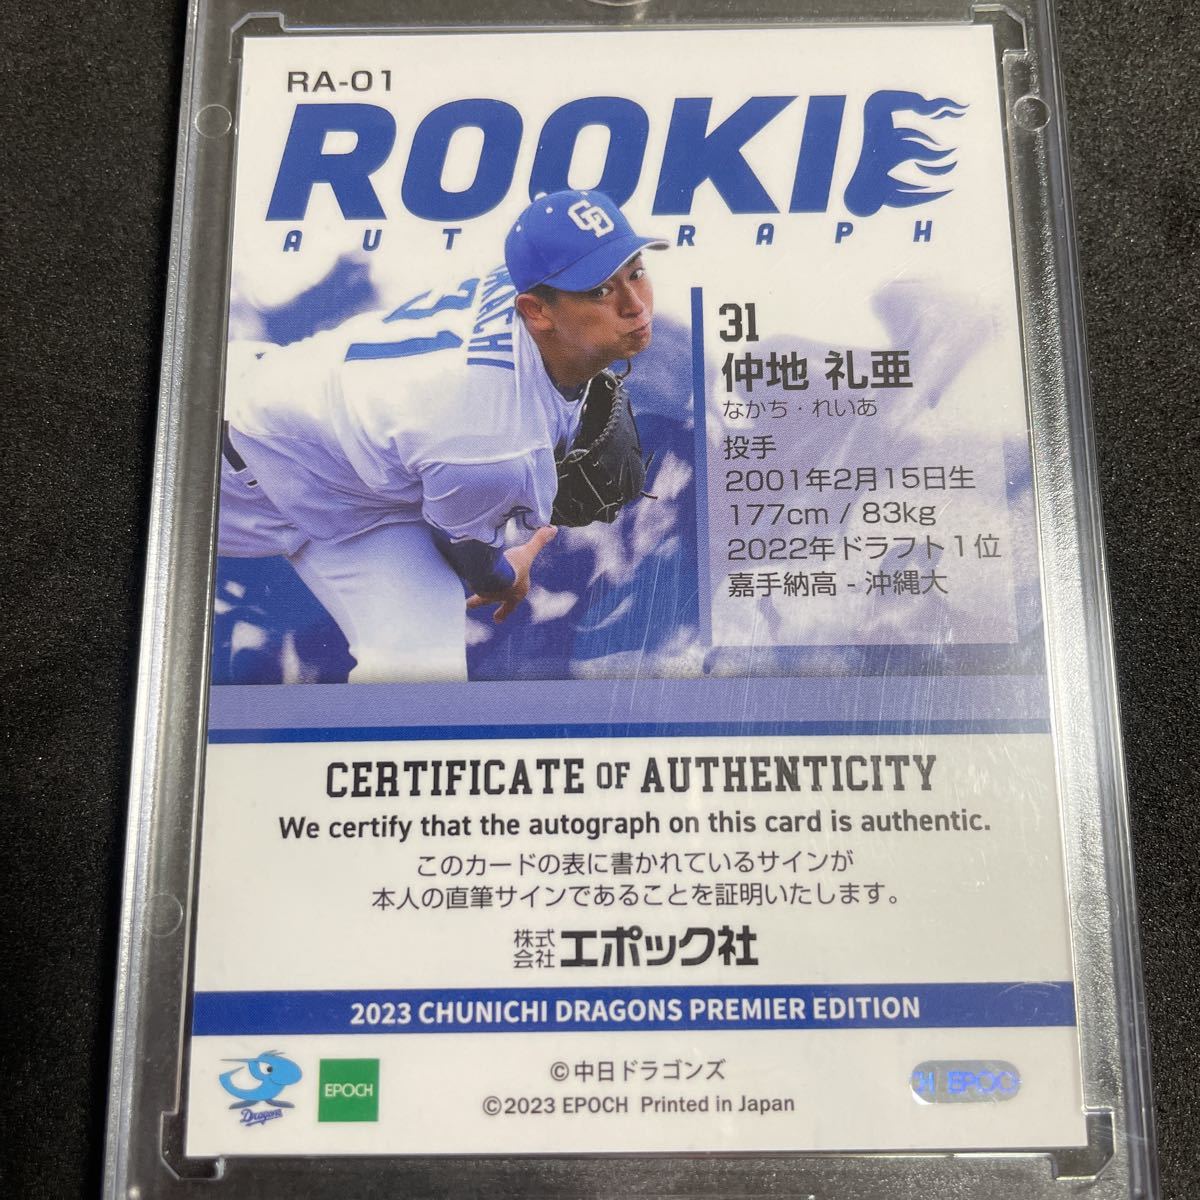 RA-01
ROOKIE
AUT RAPH
31
仲地 礼亜
なかち・れいあ
投手
2001年2月15日生
177cm / 83kg
2022年ドラフト1位
嘉手納高 - 沖縄大
CERTIFICATE OF AUTHENTICITY
We certify that the autograph on this card is authentic.
このカードの表に書かれているサインが
本人の直筆サインであることを証明いたします。
株式会社 エポック社
2023 CHUNICHI DRAGONS PREMIER EDITION
Dragons
EPOCH
©中日ドラゴンズ
©2023 EPOCH Printed in Japan
CH EPOC